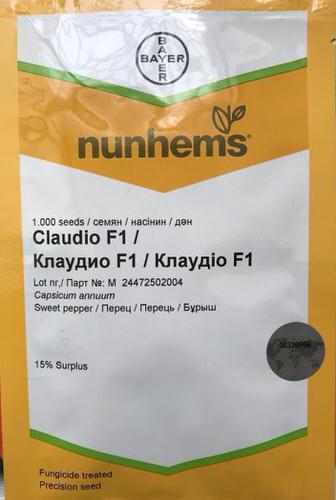 BAYER
BAYER
nunhems®
1.000 seeds / семян / насінин / дән
Claudio F1 /
Клаудио F1 / Клаудіо F1
Lot nr,/ Парт №: M 24472502004
Capsicum annuum
Sweet pepper / Перец / Перець / Бұрыш
15% Surplus
Fungicide treated
Precision seed